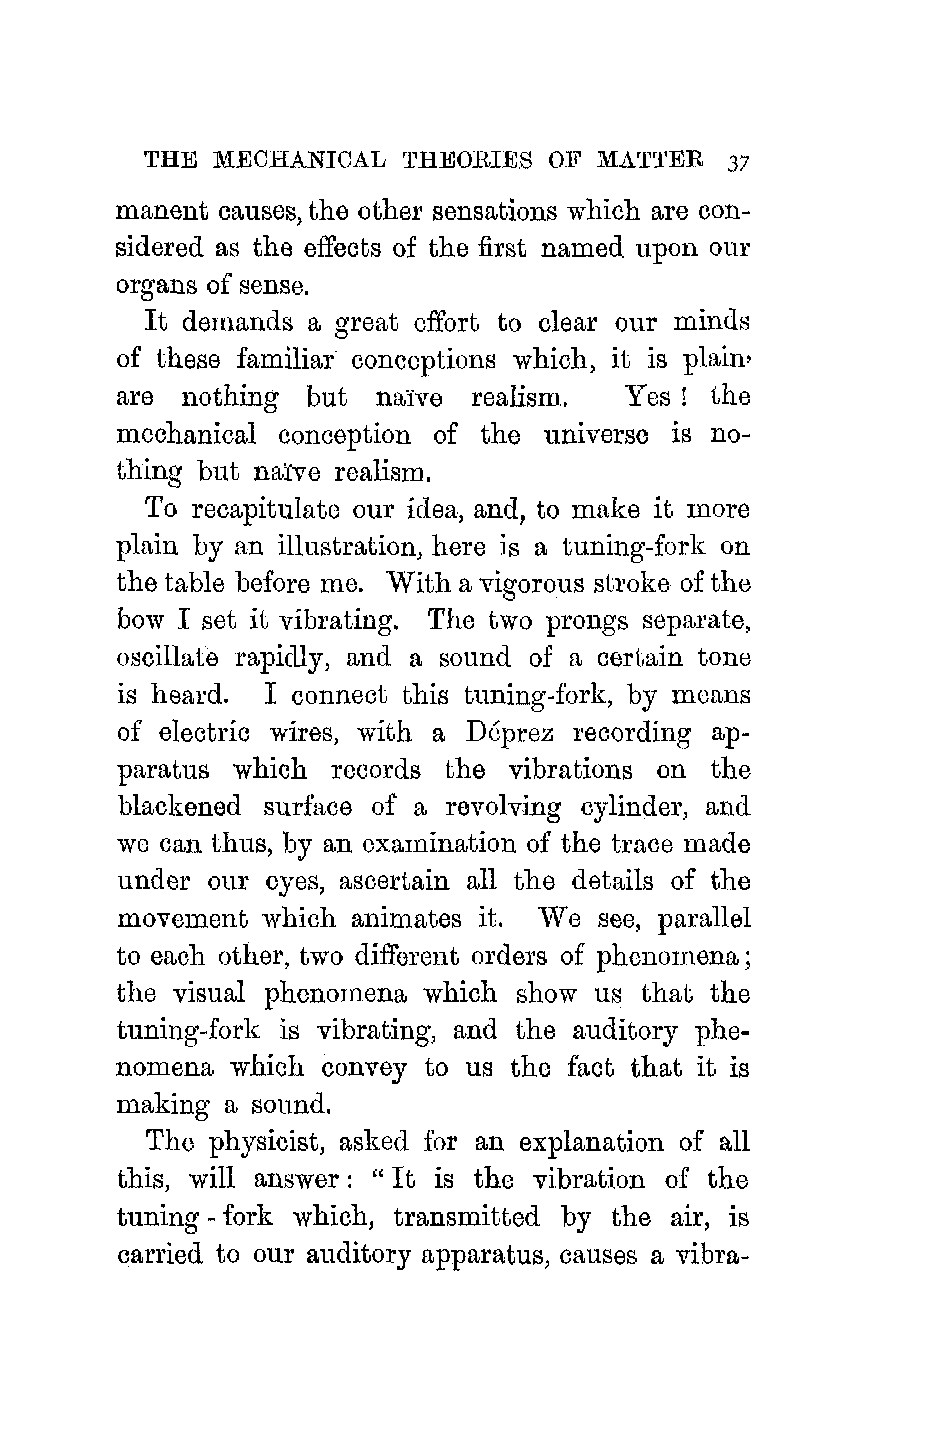 THE MECHANICAL THEORIES OF MATTER 37
manent causes, the other sensations which are con-
sidered as the effects of the first named upon our
organs of sense.
It demands a great effort to clear our minds
of these familiar conceptions which, it is plain,
are nothing but naïve realism. Yes! the
mechanical conception of the universe is no-
thing but naïve realism.
To recapitulate our idea, and, to make it more
plain by an illustration, here is a tuning-fork on
the table before me. With a vigorous stroke of the
bow I set it vibrating. The two prongs separate,
oscillate rapidly, and a sound of a certain tone
is heard. I connect this tuning-fork, by means
of electric wires, with a Déprez recording ap-
paratus which records the vibrations on the
blackened surface of a revolving cylinder, and
we can thus, by an examination of the trace made
under our eyes, ascertain all the details of the
movement which animates it. We see, parallel
to each other, two different orders of phenomena;
the visual phenomena which show us that the
tuning-fork is vibrating, and the auditory phe-
nomena which convey to us the fact that it is
making a sound.
The physicist, asked for an explanation of all
this, will answer: "It is the vibration of the
tuning-fork which, transmitted by the air, is
carried to our auditory apparatus, causes a vibra-